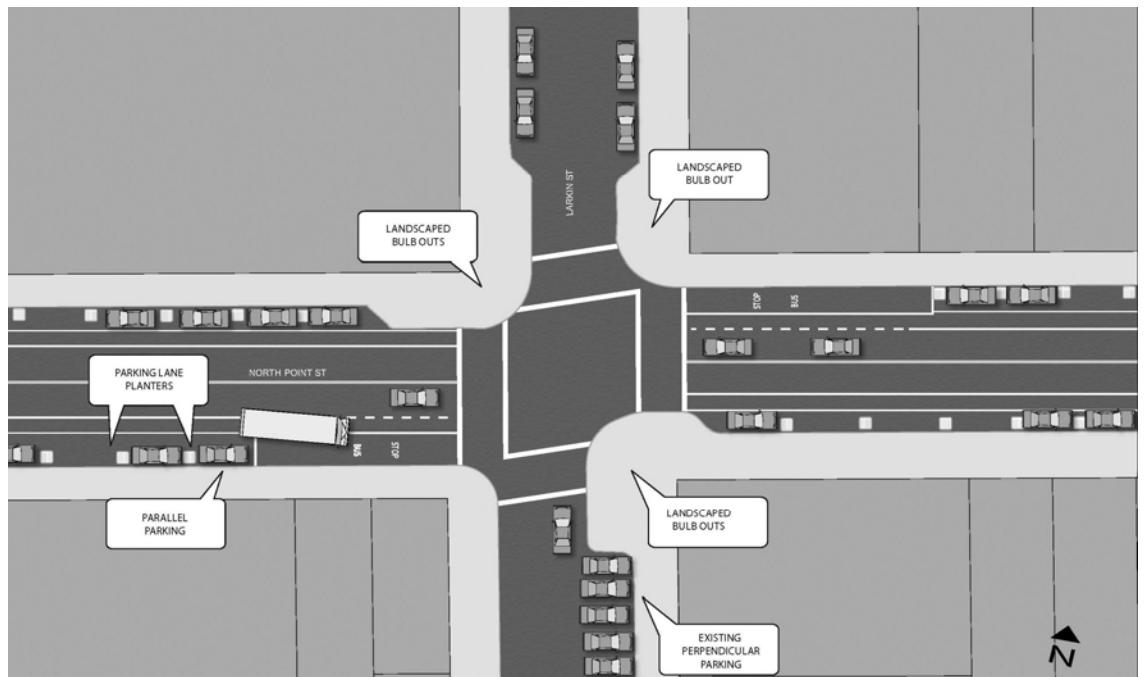 LARKIN ST
LANDSCAPED
BULB OUT
LANDSCAPED
BULB OUTS
STOP
BUS
NORTH POINT ST
PARKING LANE
PLANTERS
BUS
STOP
PARALLEL
PARKING
LANDSCAPED
BULB OUTS
EXISTING
PERPENDICULAR
PARKING
N